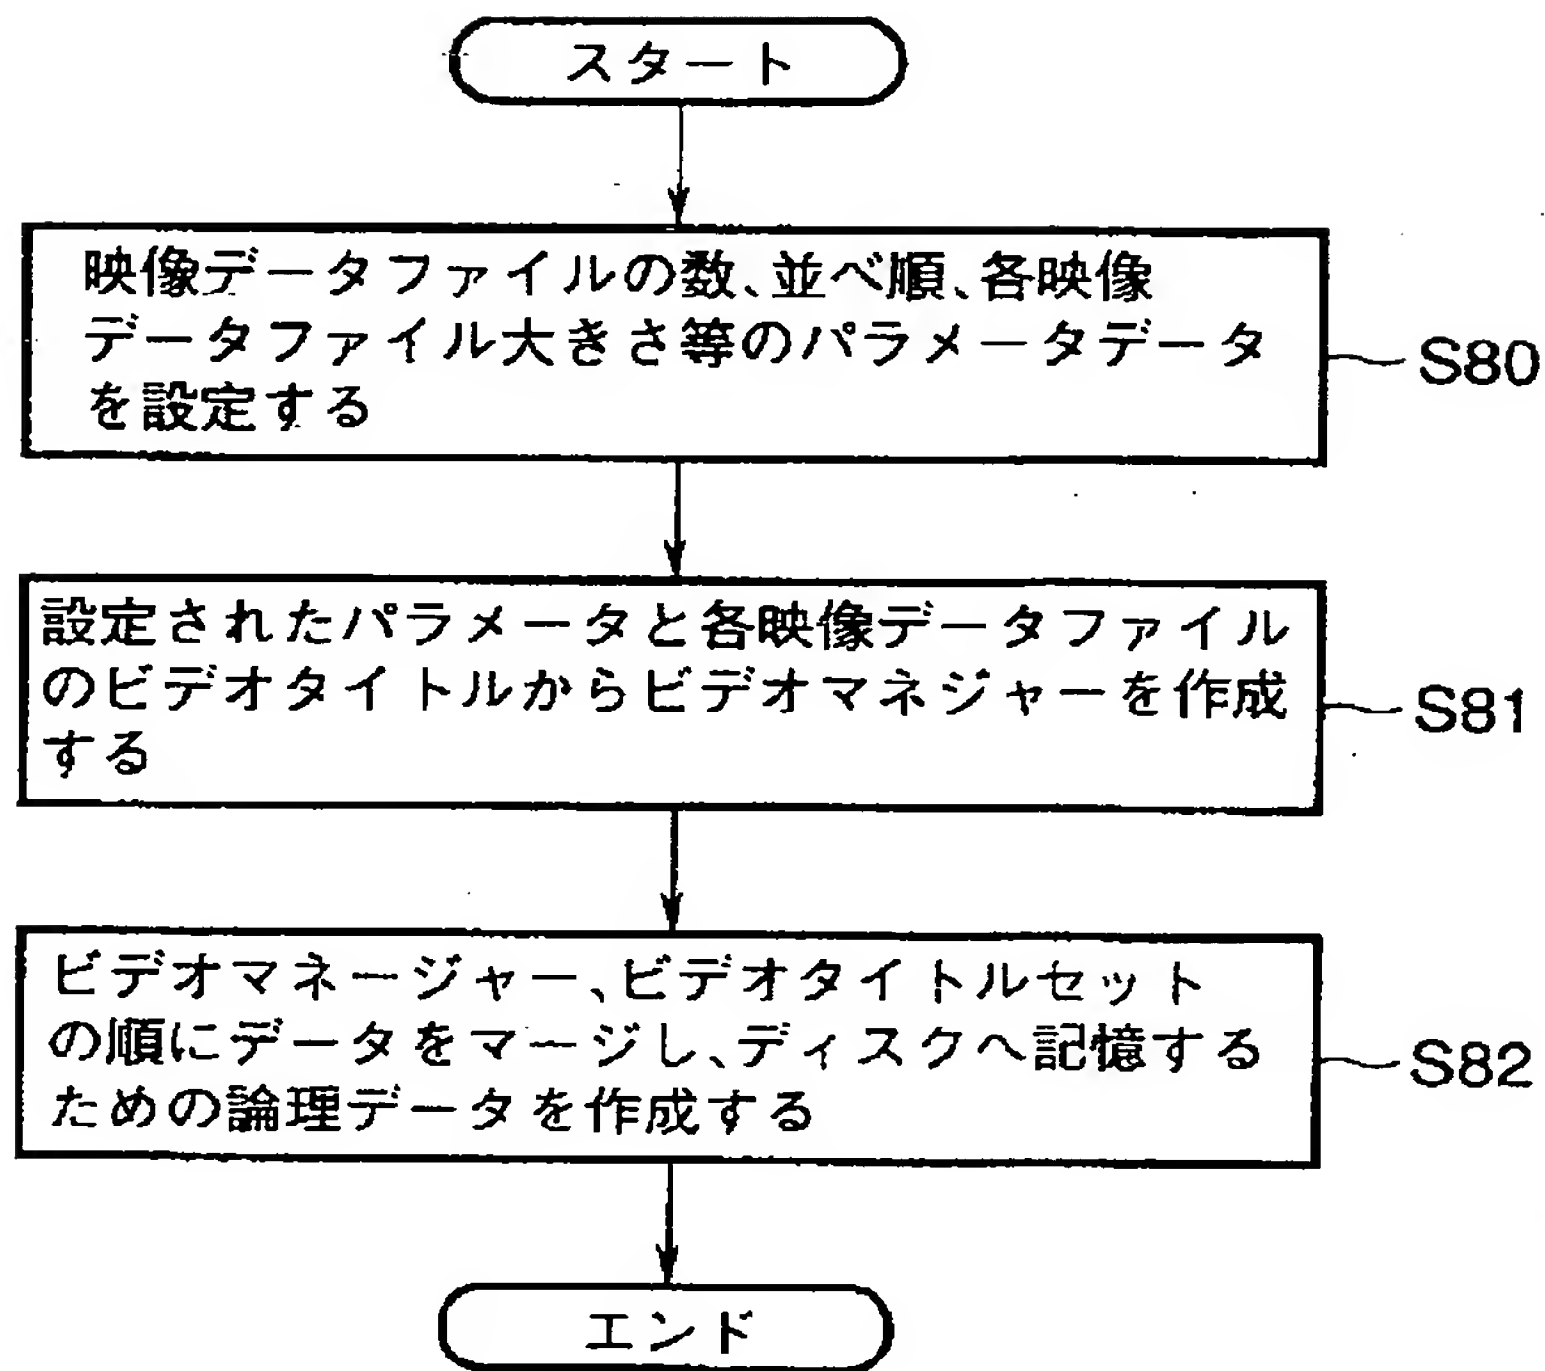 スタート
映像データファイルの数、並べ順、各映像
データファイル大きさ等のパラメータデータ
を設定する
S80
設定されたパラメータと各映像データファイル
のビデオタイトルからビデオマネジャーを作成
する
S81
ビデオマネージャー、ビデオタイトルセット
の順にデータをマージし、ディスクへ記憶する
ための論理データを作成する
S82
エンド